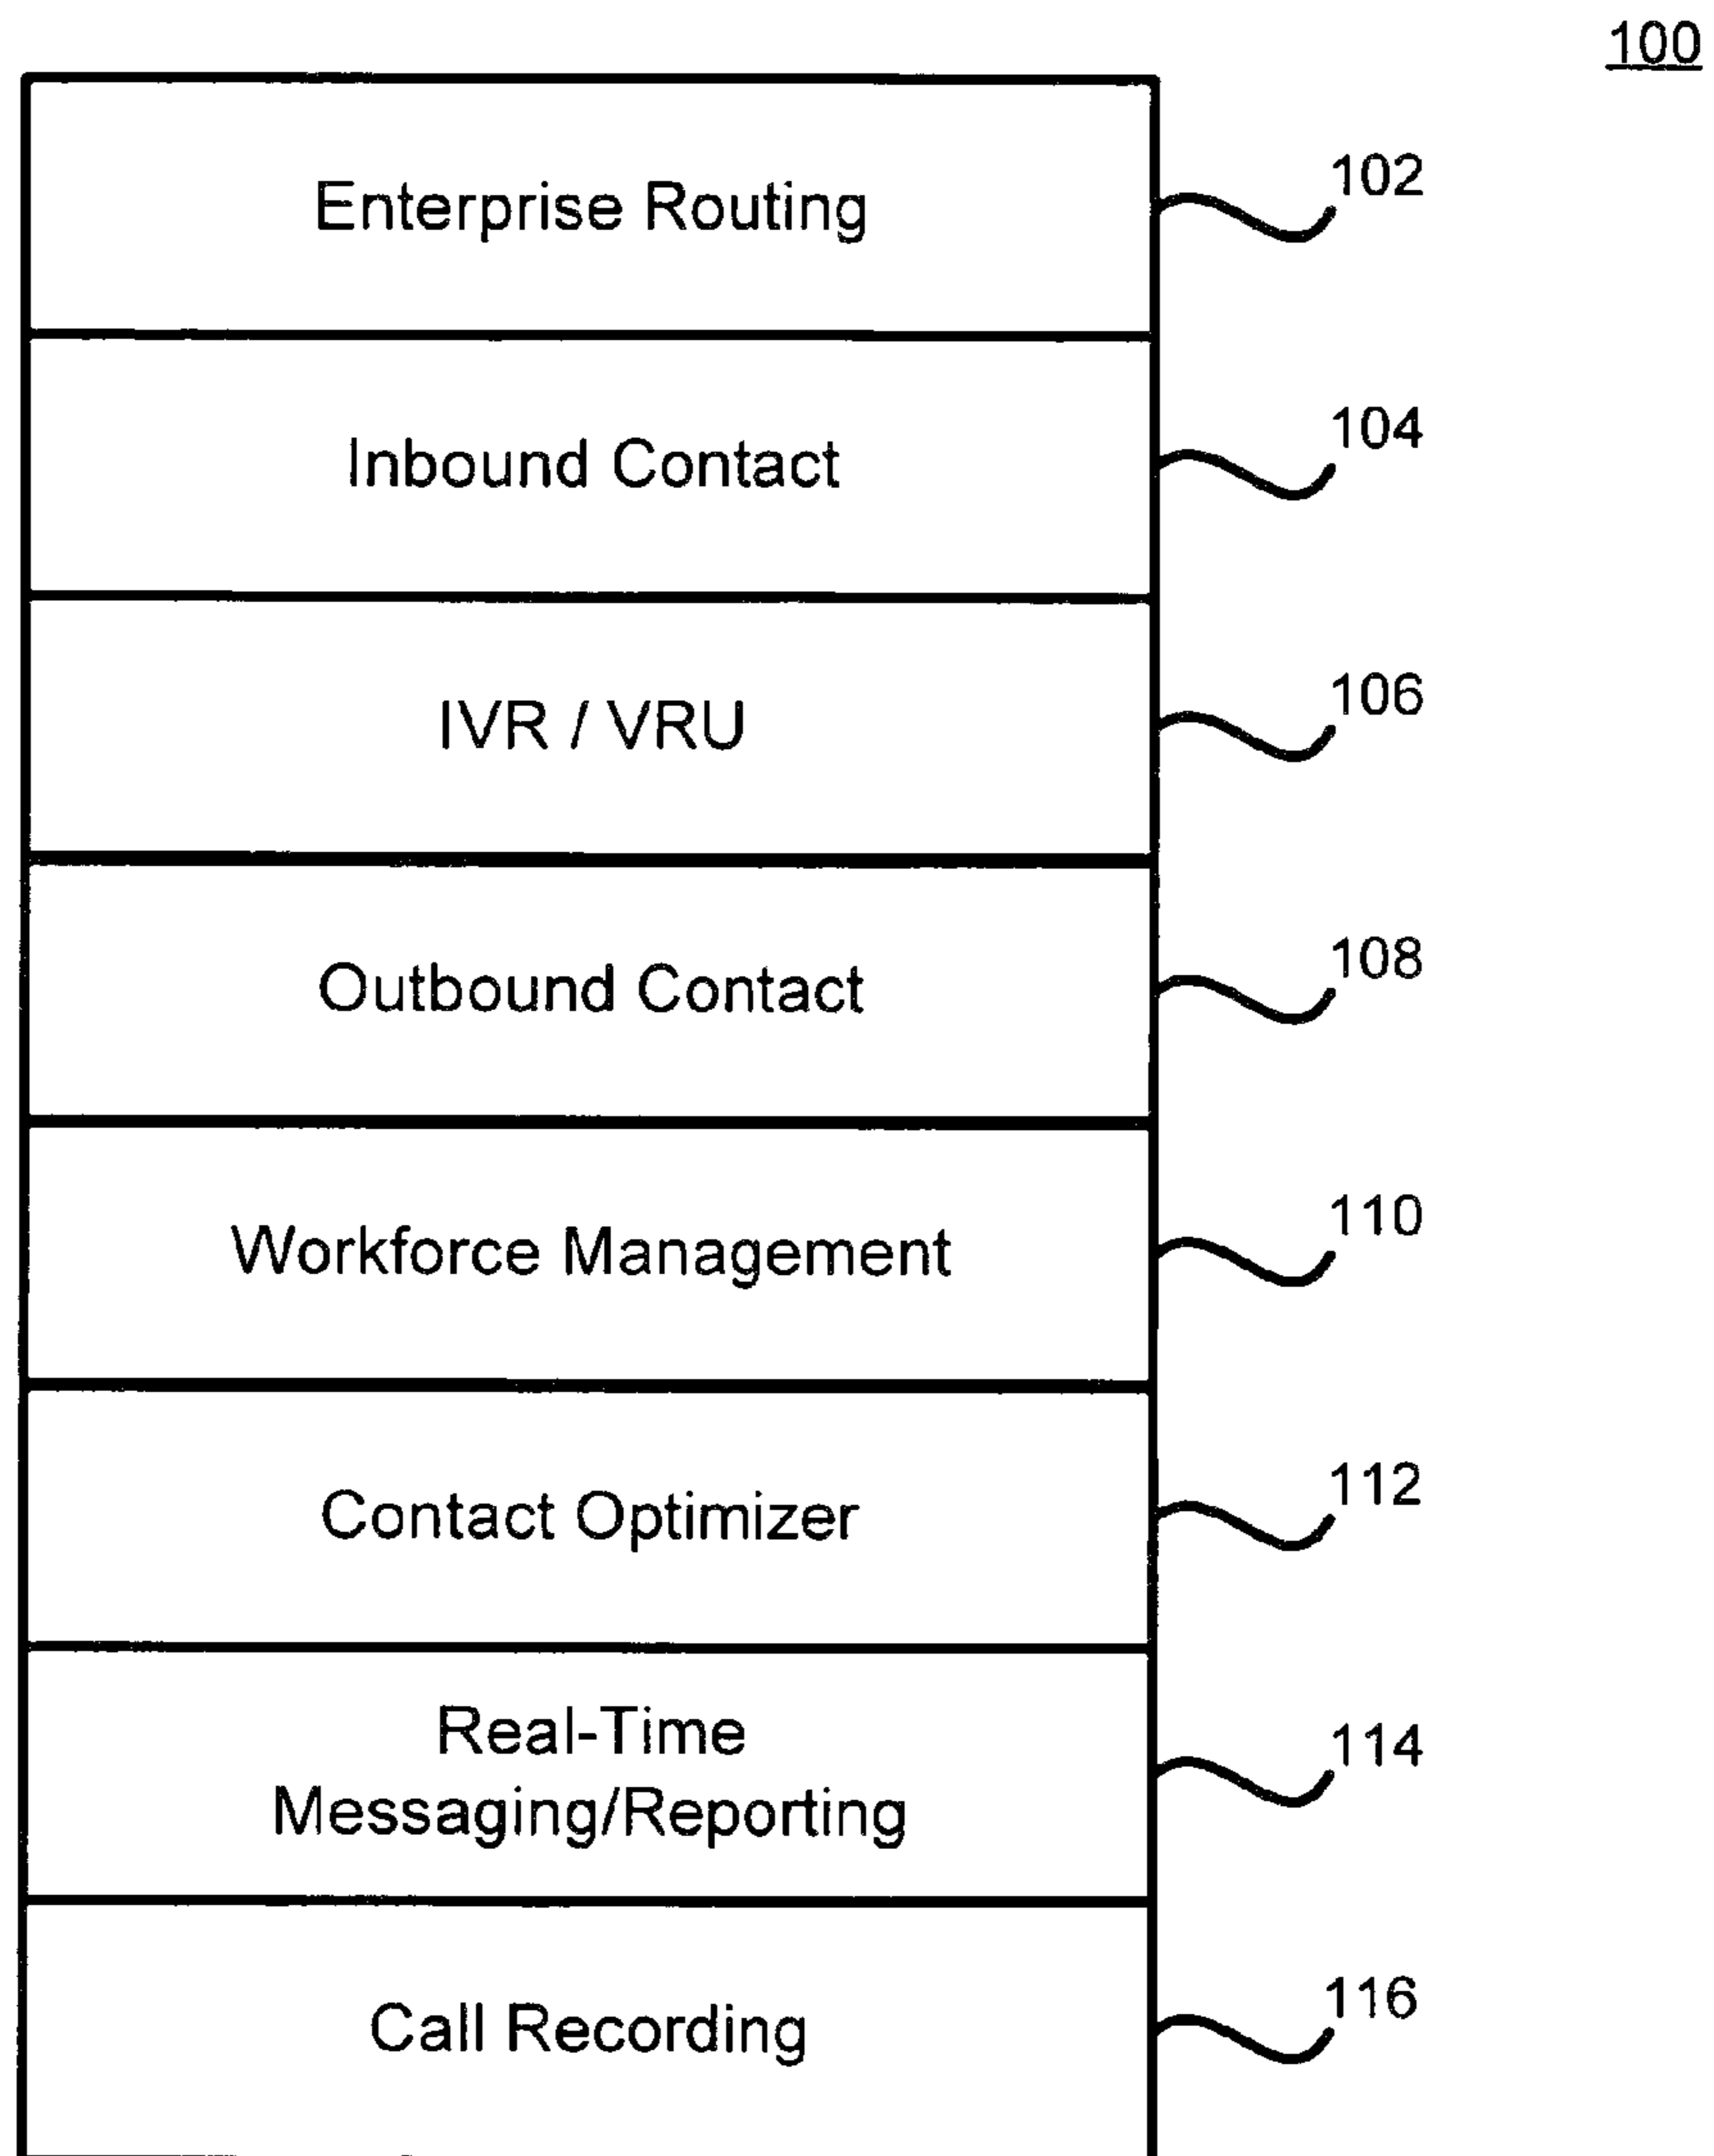 100
Enterprise Routing
102
Inbound Contact
104
IVR / VRU
106
Outbound Contact
108
Workforce Management
110
Contact Optimizer
112
Real-Time
Messaging/Reporting
114
Call Recording
116